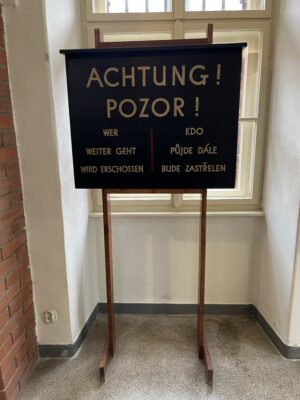 ACHTUNG!
POZOR!
WER
WEITER GEHT
WIRD ERSCHOSSEN
KDO
PŮJDE DÁLE
BUDE ZASTŘELEN